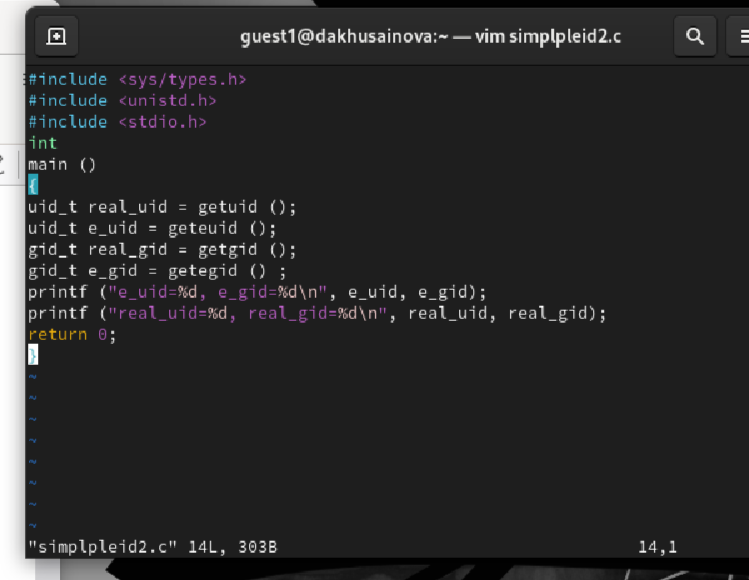 guest1@dakhusainova:~ — vim simplpleid2.c
#include <sys/types.h>
#include <unistd.h>
#include <stdio.h>
int
main ()
{
uid_t real_uid = getuid ();
uid_t e_uid = geteuid ();
gid_t real_gid = getgid ();
gid_t e_gid = getegid () ;
printf ("e_uid=%d, e_gid=%d\n", e_uid, e_gid);
printf ("real_uid=%d, real_gid=%d\n", real_uid, real_gid);
return 0;
}
~
~
~
~
~
~
~
~
"simplpleid2.c" 14L, 303B 14,1